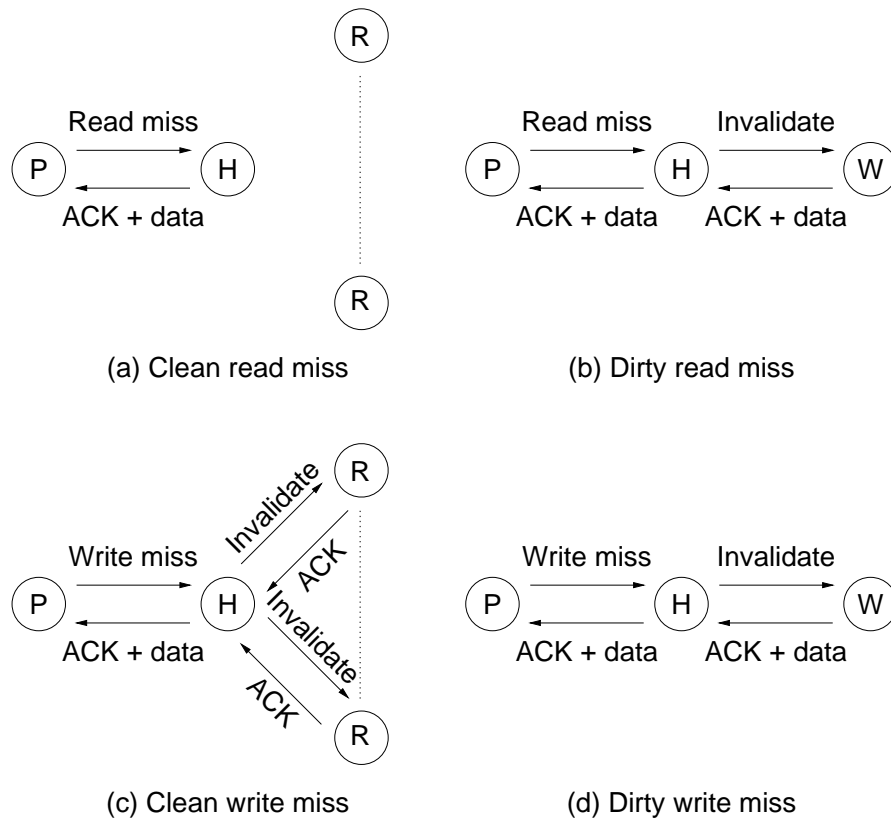 R
Read miss
P
H
ACK + data
R
(a) Clean read miss
Read miss
Invalidate
P
H
W
ACK + data
ACK + data
(b) Dirty read miss
R
Invalidate
ACK
Write miss
P
H
ACK + data
Invalidate
ACK
R
(c) Clean write miss
Write miss
Invalidate
P
H
W
ACK + data
ACK + data
(d) Dirty write miss